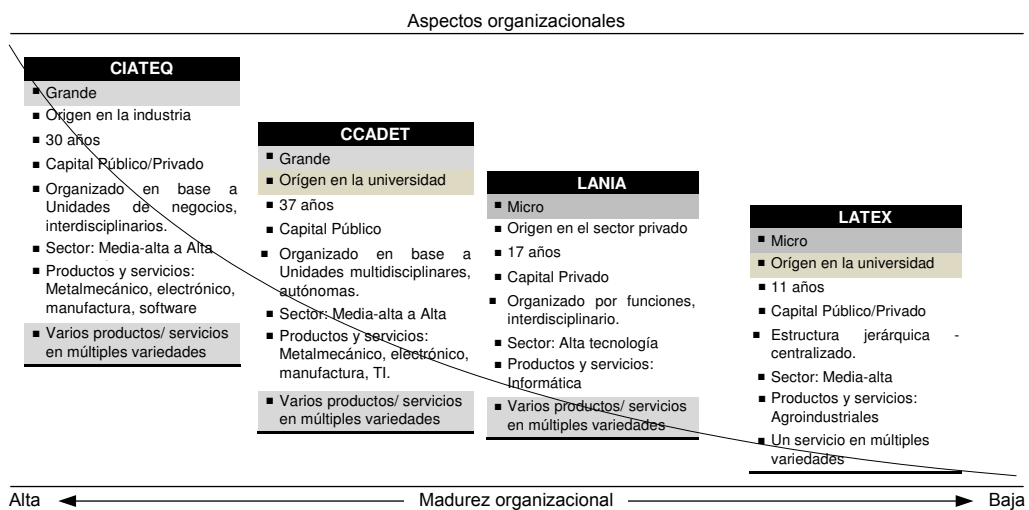 Aspectos organizacionales
CIATEQ
▪ Grande
▪ Origen en la industria
▪ 30 años
▪ Capital Público/Privado
▪ Organizado en base a
Unidades de negocios,
interdisciplinarios.
▪ Sector: Media-alta a Alta
▪ Productos y servicios:
Metalmecánico, electrónico,
manufactura, software
▪ Varios productos/ servicios
en múltiples variedades
CCADET
▪ Grande
▪ Orígen en la universidad
▪ 37 años
▪ Capital Público
▪ Organizado en base a
Unidades multidisciplinares,
autónomas.
▪ Sector: Media-alta a Alta
▪ Productos y servicios:
Metalmecánico, electrónico,
manufactura, TI.
▪ Varios productos/ servicios
en múltiples variedades
LANIA
▪ Micro
▪ Origen en el sector privado
▪ 17 años
▪ Capital Privado
▪ Organizado por funciones,
interdisciplinario.
▪ Sector: Alta tecnología
▪ Productos y servicios:
Informática
▪ Varios productos/ servicios
en múltiples variedades
LATEX
▪ Micro
▪ Orígen en la universidad
▪ 11 años
▪ Capital Público/Privado
▪ Estructura jerárquica -
centralizado.
▪ Sector: Media-alta
▪ Productos y servicios:
Agroindustriales
▪ Un servicio en múltiples
variedades
Alta Madurez organizacional Baja